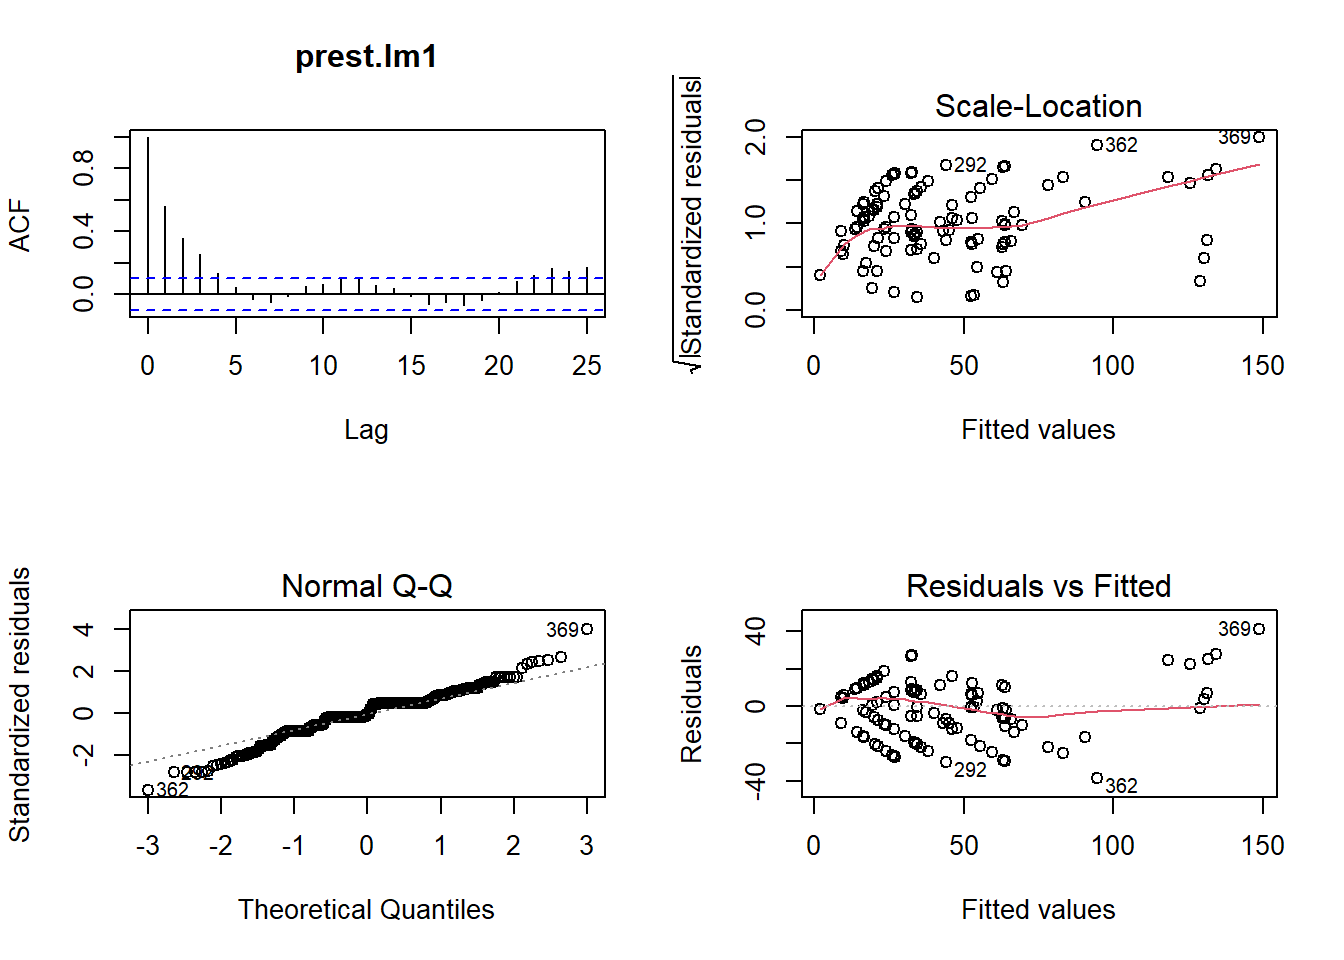 prest.lm1
ACF
0.0 0.4 0.8
0 5 10 15 20 25
Lag
Scale-Location
√|Standardized residuals|
0.0 1.0 2.0
292
362
369
0 50 100 150
Fitted values
Normal Q-Q
Standardized residuals
-2 0 2 4
369
292
362
-3 -2 -1 0 1 2 3
Theoretical Quantiles
Residuals vs Fitted
Residuals
-40 0 40
369
292
362
0 50 100 150
Fitted values